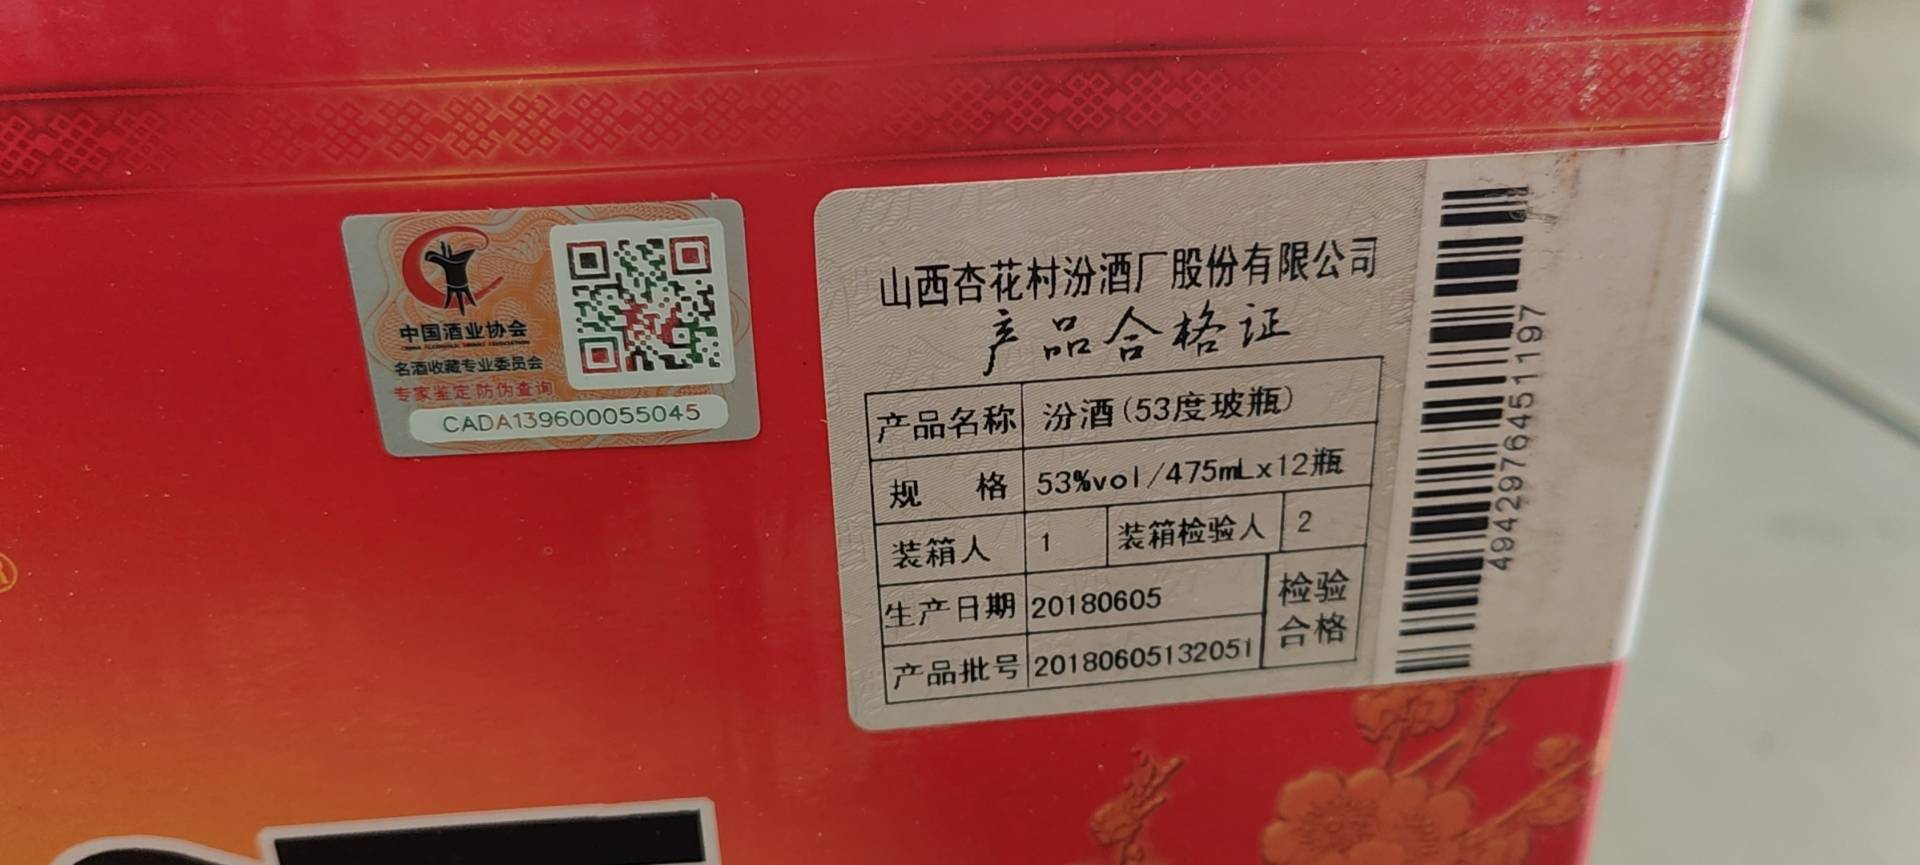 中国酒业协会
名酒收藏专业委员会
专家鉴定 防伪查询
CADA139600055045
山西杏花村汾酒厂股份有限公司
产品合格证
产品名称 汾酒(53度玻瓶)
规 格 53%vol/475mLx12瓶
装箱人 1 装箱检验人 2
生产日期 20180605 检验
产品批号 20180605132051 合格
4942976451197